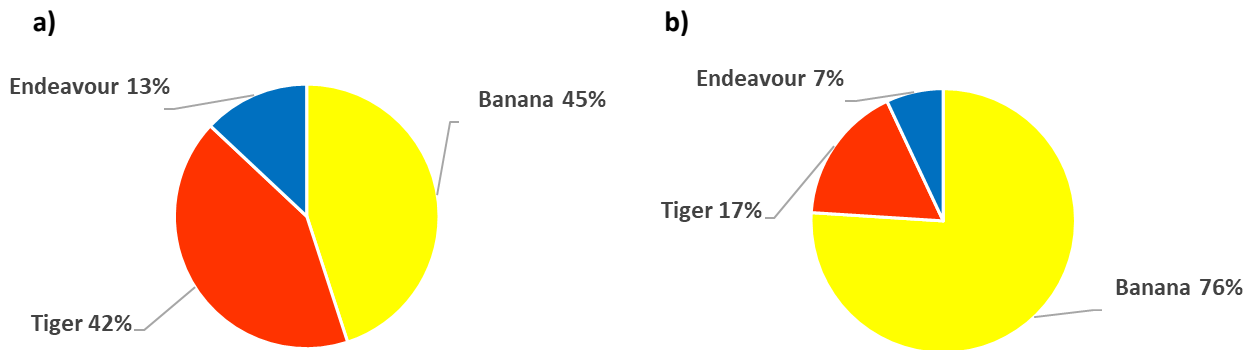 a)
Endeavour 13%
Banana 45%
Tiger 42%
b)
Endeavour 7%
Tiger 17%
Banana 76%